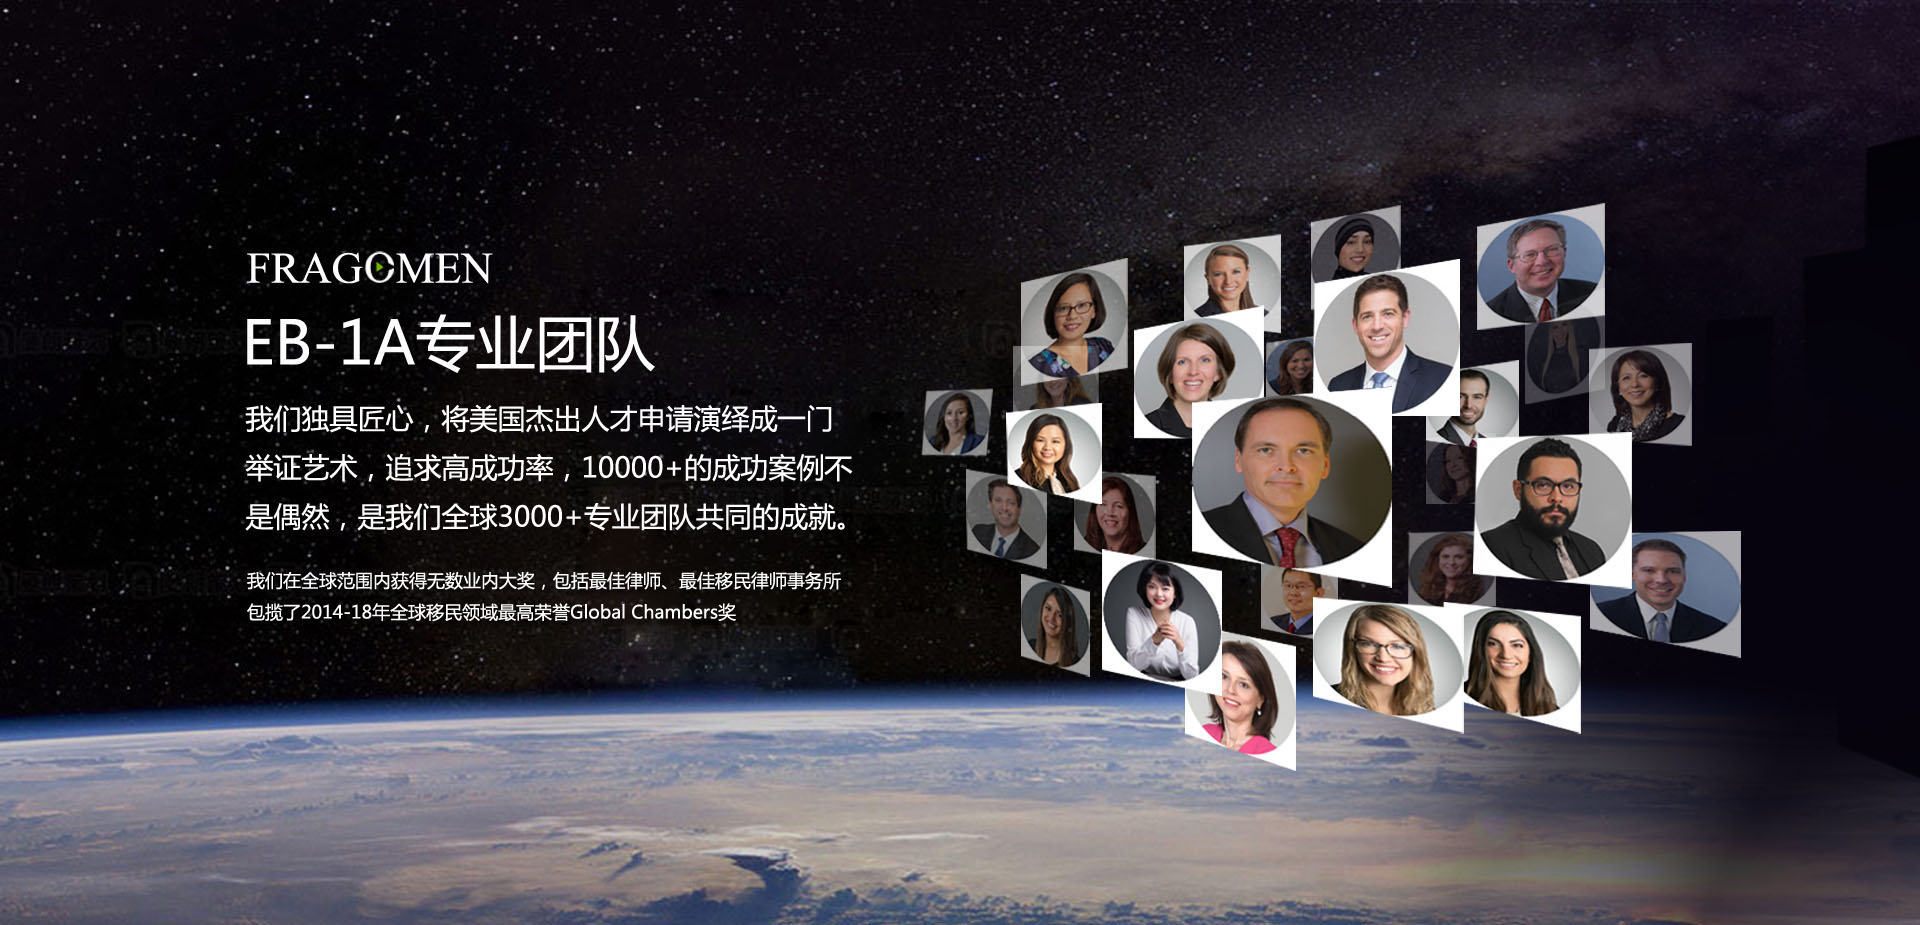 FRAGOMEN
EB-1A专业团队
我们独具匠心，将美国杰出人才申请演绎成一门
举证艺术，追求高成功率，10000+的成功案例不
是偶然，是我们全球3000+专业团队共同的成就。
我们在全球范围内获得无数业内大奖，包括最佳律师、最佳移民律师事务所
包揽了2014-18年全球移民领域最高荣誉Global Chambers奖